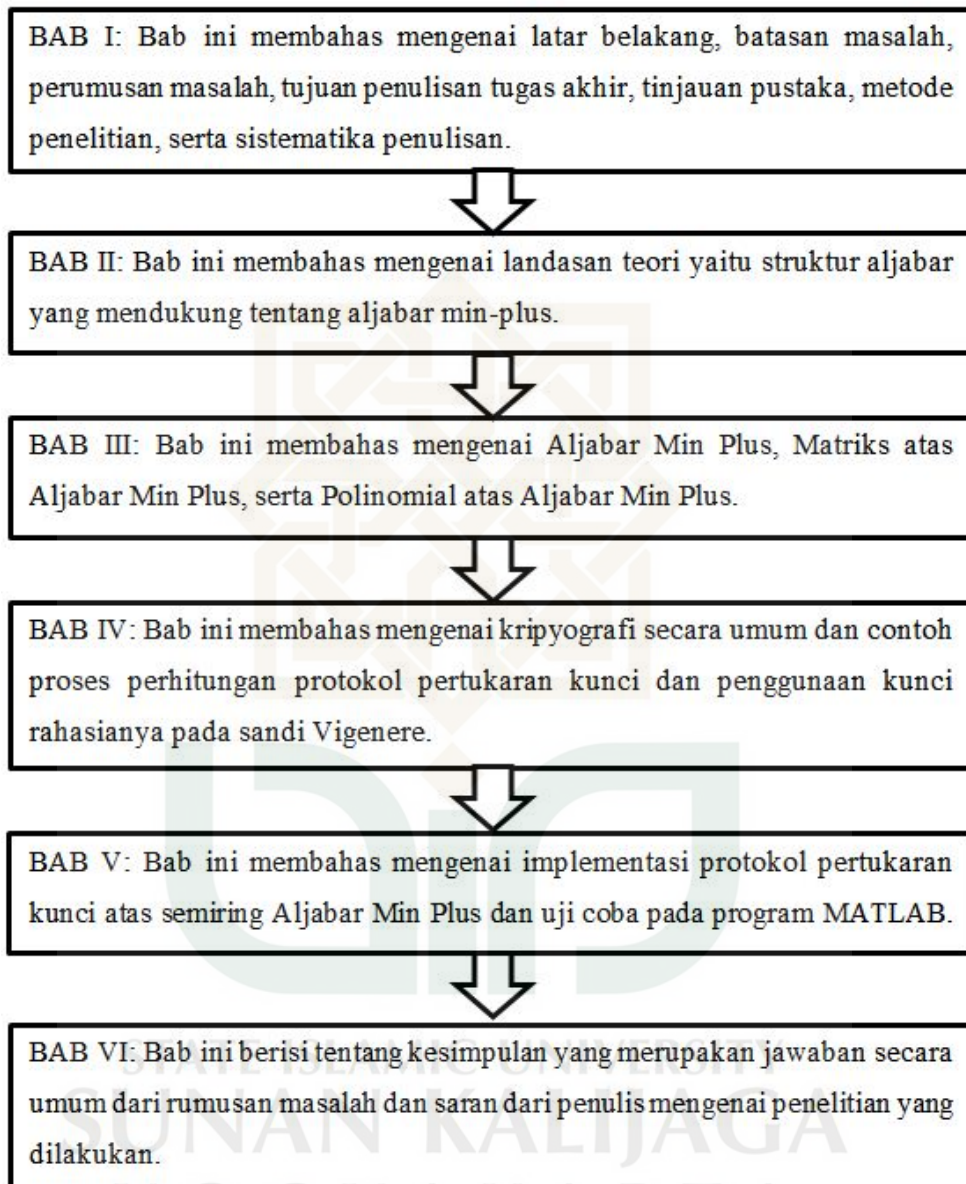 BAB I: Bab ini membahas mengenai latar belakang, batasan masalah,
perumusan masalah, tujuan penulisan tugas akhir, tinjauan pustaka, metode
penelitian, serta sistematika penulisan.
BAB II: Bab ini membahas mengenai landasan teori yaitu struktur aljabar
yang mendukung tentang aljabar min-plus.
BAB III: Bab ini membahas mengenai Aljabar Min Plus, Matriks atas
Aljabar Min Plus, serta Polinomial atas Aljabar Min Plus.
BAB IV: Bab ini membahas mengenai kripyografi secara umum dan contoh
proses perhitungan protokol pertukaran kunci dan penggunaan kunci
rahasianya pada sandi Vigenere.
BAB V: Bab ini membahas mengenai implementasi protokol pertukaran
kunci atas semiring Aljabar Min Plus dan uji coba pada program MATLAB.
BAB VI: Bab ini berisi tentang kesimpulan yang merupakan jawaban secara
STATE ISLAMIC UNIVERSITY
umum dari rumusan masalah dan saran dari penulis mengenai penelitian yang
SUNAN KALIJAGA
dilakukan.